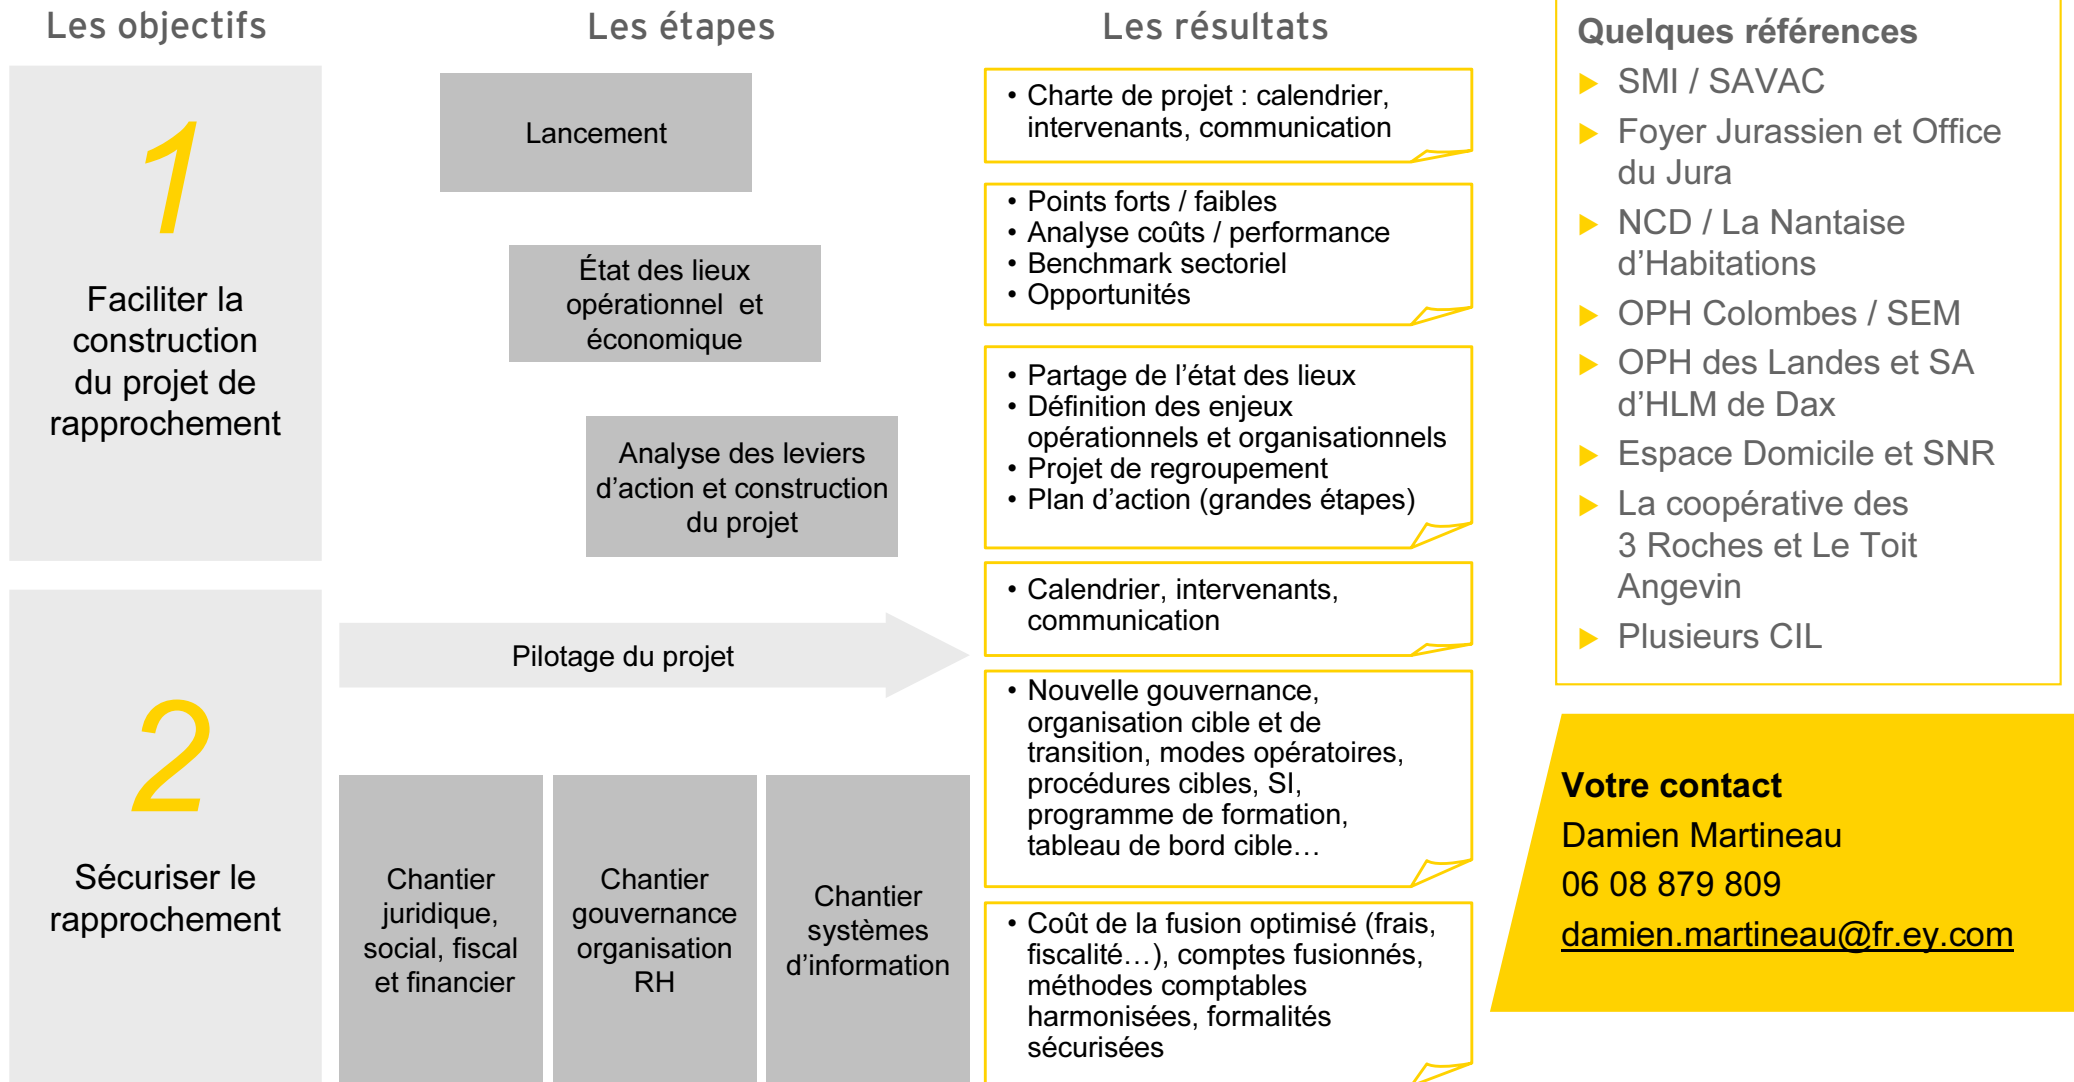 Les objectifs
1
Faciliter la
construction
du projet de
rapprochement
2
Sécuriser le
rapprochement
Les étapes
Lancement
État des lieux
opérationnel et
économique
Analyse des leviers
d’action et construction
du projet
Pilotage du projet
Chantier
juridique,
social, fiscal
et financier
Chantier
gouvernance
organisation
RH
Chantier
systèmes
d’information
Les résultats
• Charte de projet : calendrier,
intervenants, communication
• Points forts / faibles
• Analyse coûts / performance
• Benchmark sectoriel
• Opportunités
• Partage de l’état des lieux
• Définition des enjeux
opérationnels et organisationnels
• Projet de regroupement
• Plan d’action (grandes étapes)
• Calendrier, intervenants,
communication
• Nouvelle gouvernance,
organisation cible et de
transition, modes opératoires,
procédures cibles, SI,
programme de formation,
tableau de bord cible…
• Coût de la fusion optimisé (frais,
fiscalité…), comptes fusionnés,
méthodes comptables
harmonisées, formalités
sécurisées
Quelques références
► SMI / SAVAC
► Foyer Jurassien et Office
du Jura
► NCD / La Nantaise
d’Habitations
► OPH Colombes / SEM
► OPH des Landes et SA
d’HLM de Dax
► Espace Domicile et SNR
► La coopérative des
3 Roches et Le Toit
Angevin
► Plusieurs CIL
Votre contact
Damien Martineau
06 08 879 809
damien.martineau@fr.ey.com